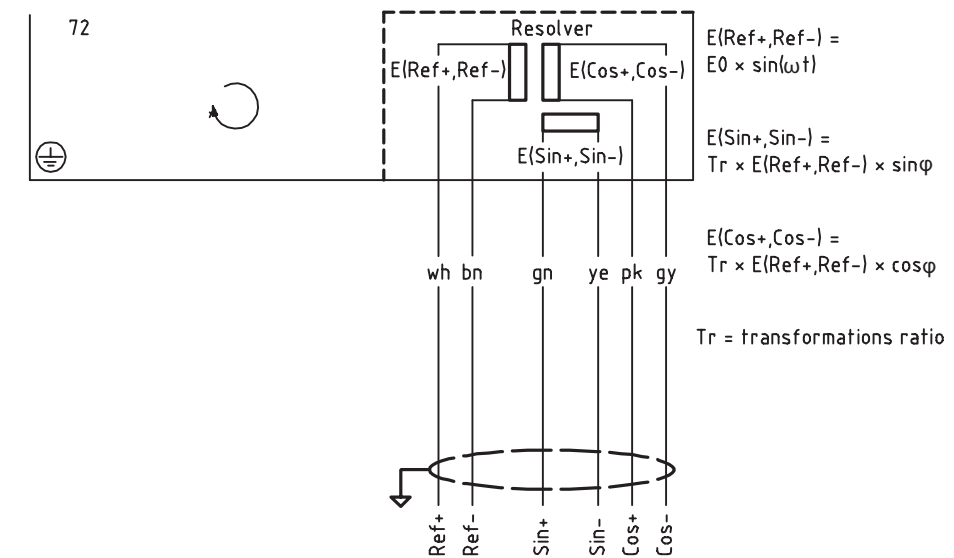 72
Resolver
E(Ref+,Ref-)
E(Cos+,Cos-)
E(Sin+,Sin-)
E(Ref+,Ref-) =
E0 × sin(ωt)
E(Sin+,Sin-) =
Tr × E(Ref+,Ref-) × sinφ
E(Cos+,Cos-) =
Tr × E(Ref+,Ref-) × cosφ
Tr = transformations ratio
wh bn gn ye pk gy
Ref+
Ref-
Sin+
Sin-
Cos+
Cos-